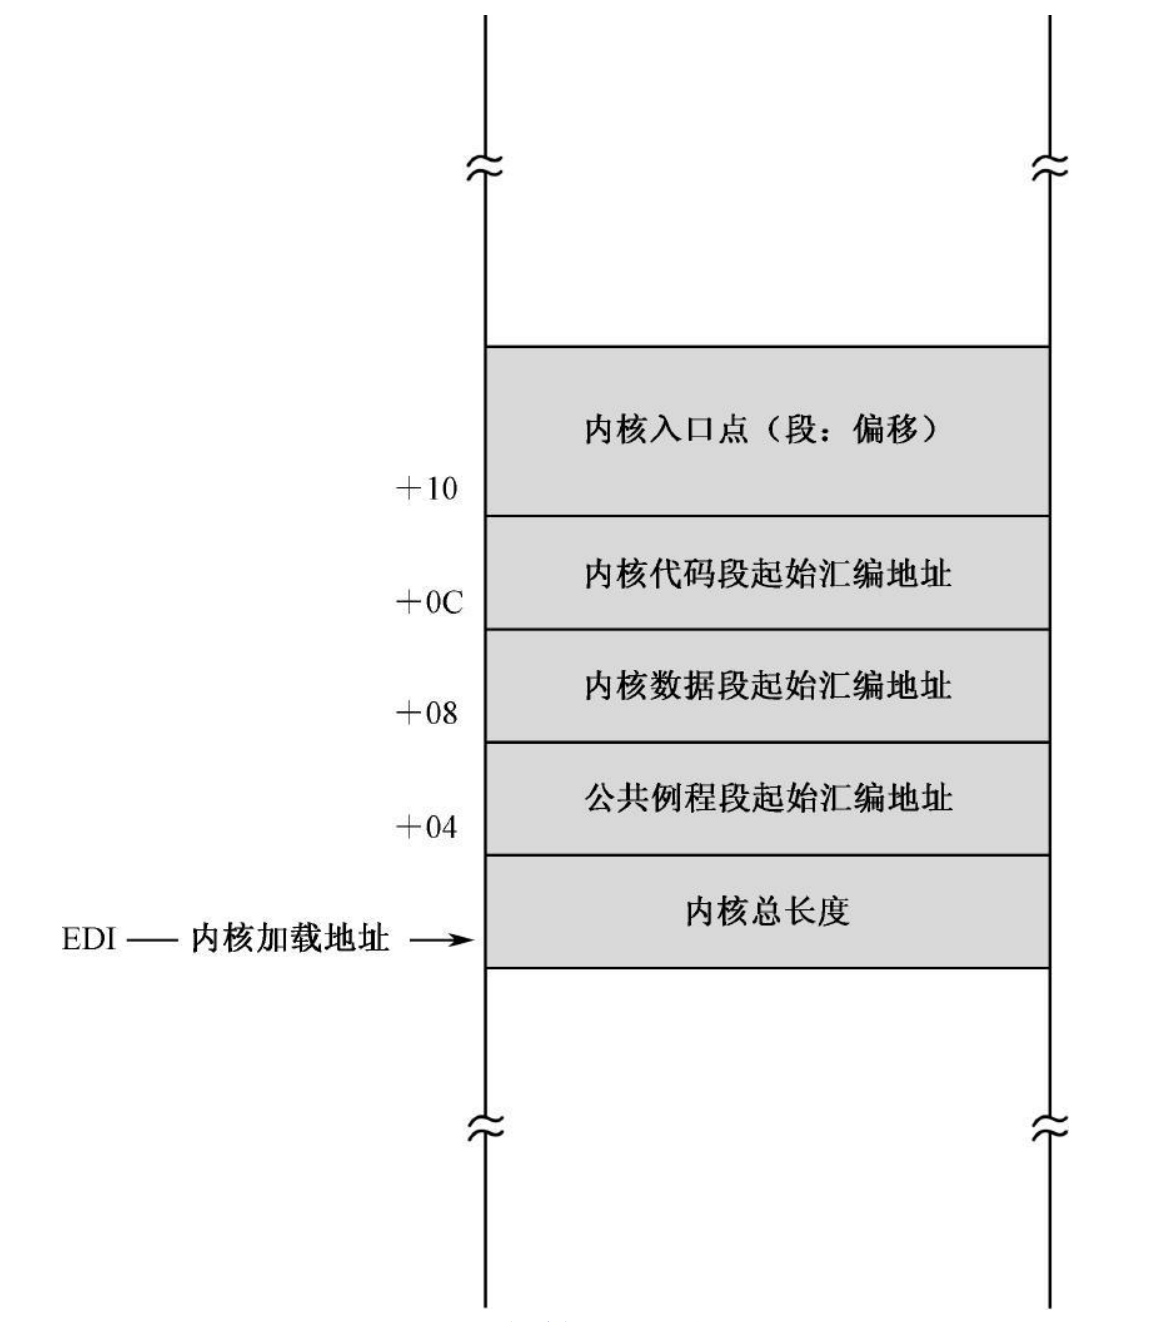 内核入口点（段：偏移）
+10
内核代码段起始汇编地址
+0C
内核数据段起始汇编地址
+08
公共例程段起始汇编地址
+04
内核总长度
EDI — 内核加载地址